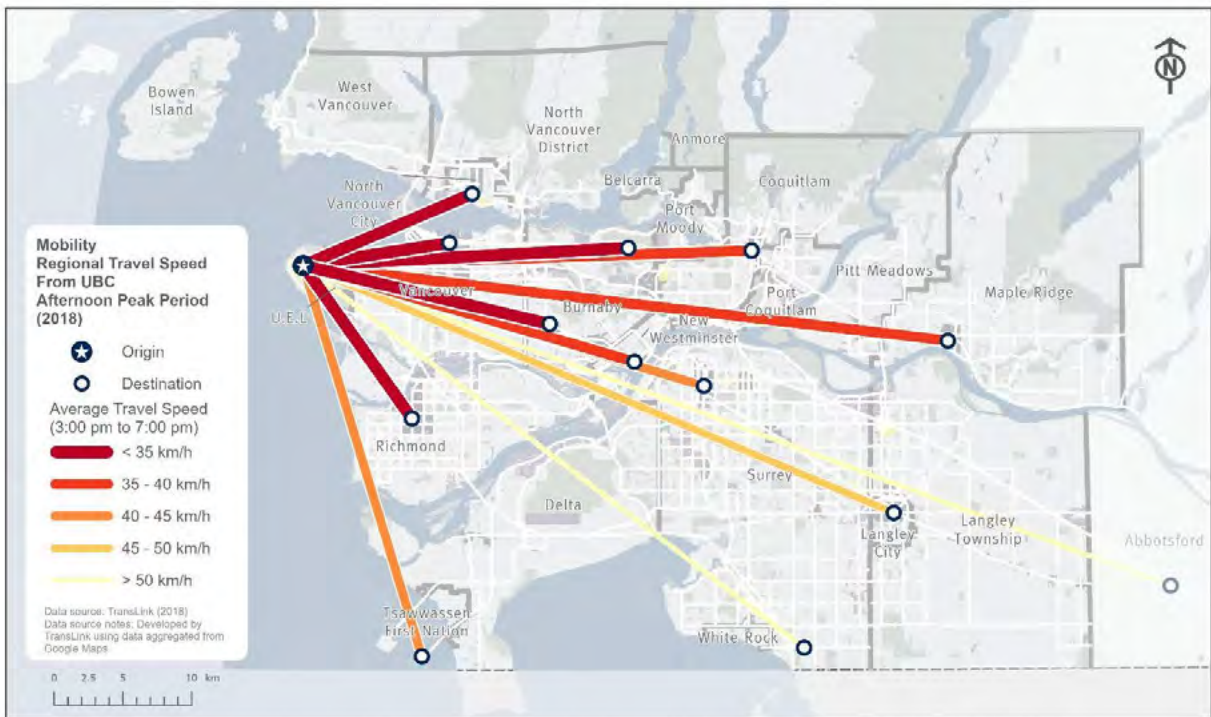 Bowen
Island
West
Vancouver
North
Vancouver
District
Anmore
Belcarra
Coquitlam
N
North
Vancouver
City
Port
Moody
Pitt Meadows
Maple Ridge
Port
Coquitlam
Vancouver
Burnaby
New
Westminster
U.E.L.
Richmond
Delta
Surrey
Langley
City
Langley
Township
Abbotsford
Tsawwassen
First Nation
White Rock
Mobility
Regional Travel Speed
From UBC
Afternoon Peak Period
(2018)
Origin
Destination
Average Travel Speed
(3:00 pm to 7:00 pm)
< 35 km/h
35 - 40 km/h
40 - 45 km/h
45 - 50 km/h
> 50 km/h
Data source: TransLink (2018)
Data source notes: Developed by
TransLink using data aggregated from
Google Maps
0 2.5 5 10 km